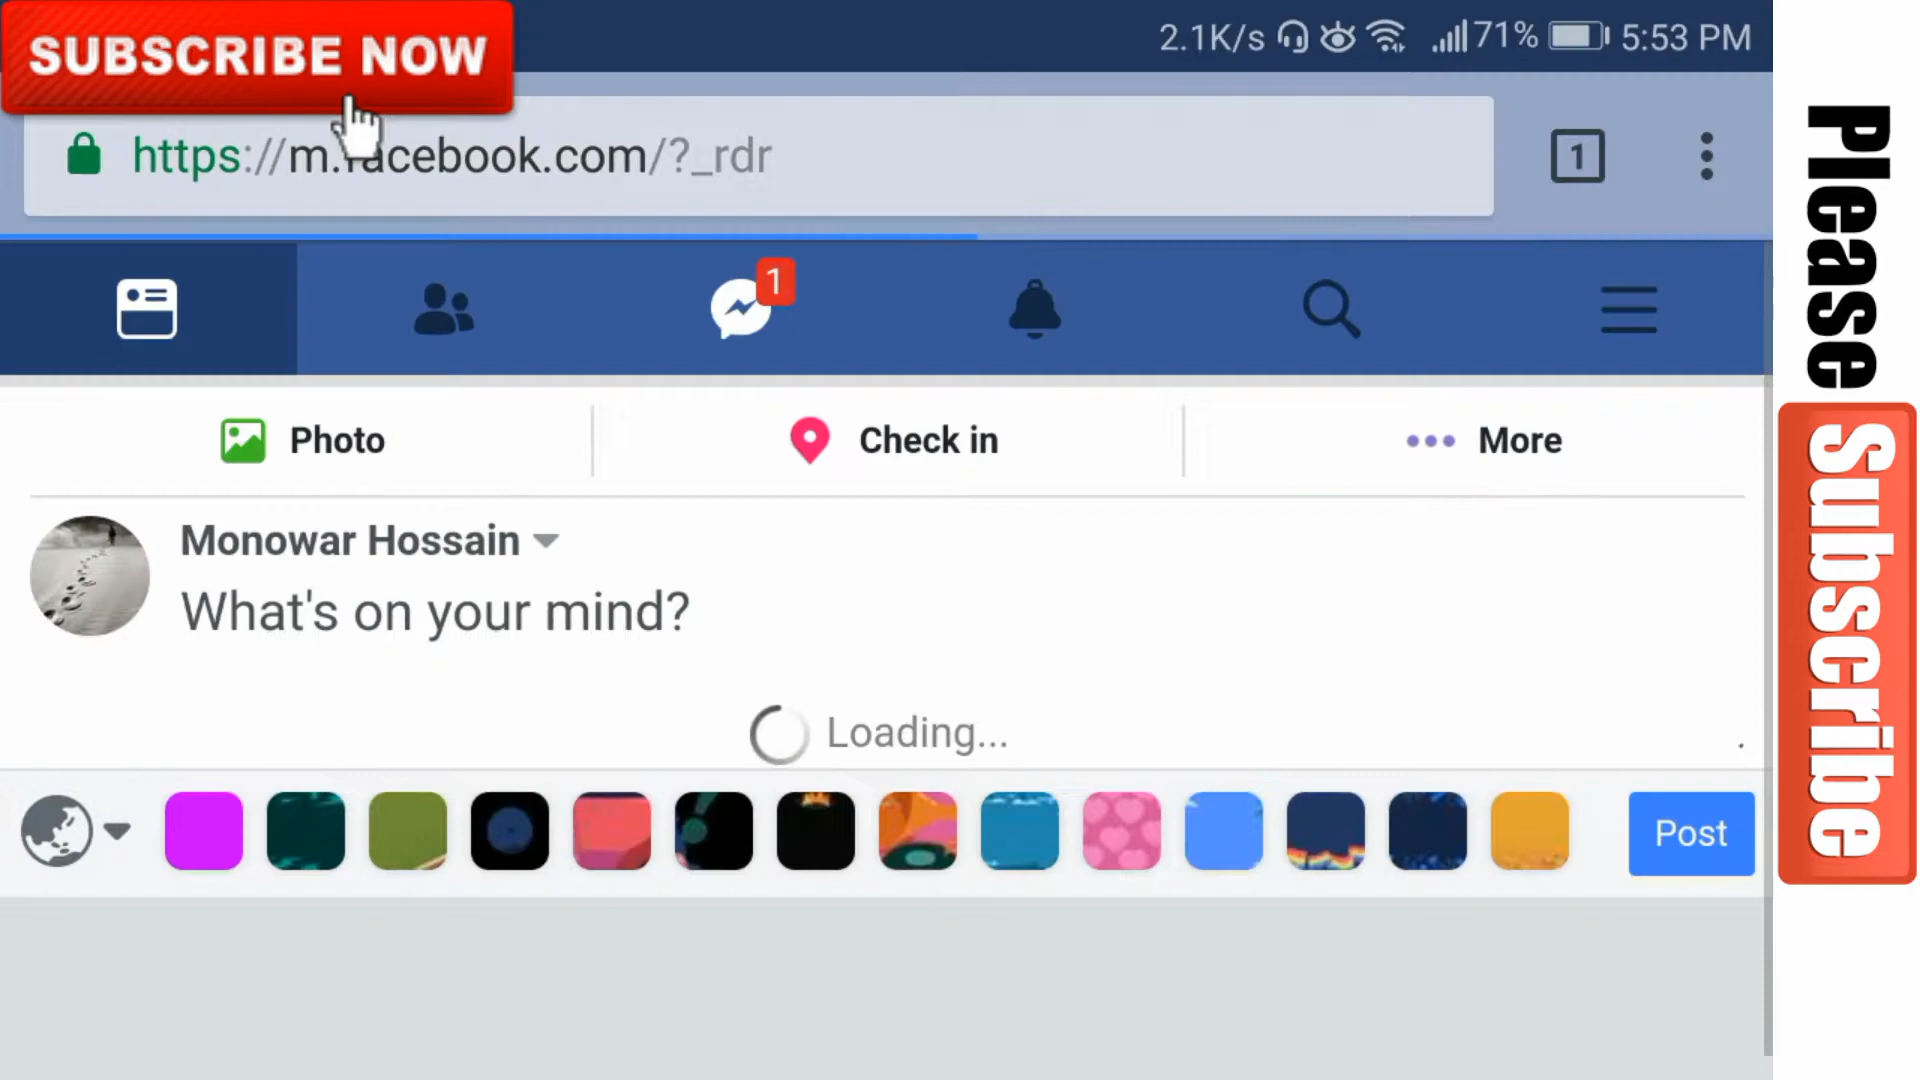 SUBSCRIBE NOW
2.1K/s 71% 5:53 PM
https://m.facebook.com/?_rdr
1
1
Photo
Check in
More
Monowar Hossain
What's on your mind?
Loading...
Post
Please
Subscribe